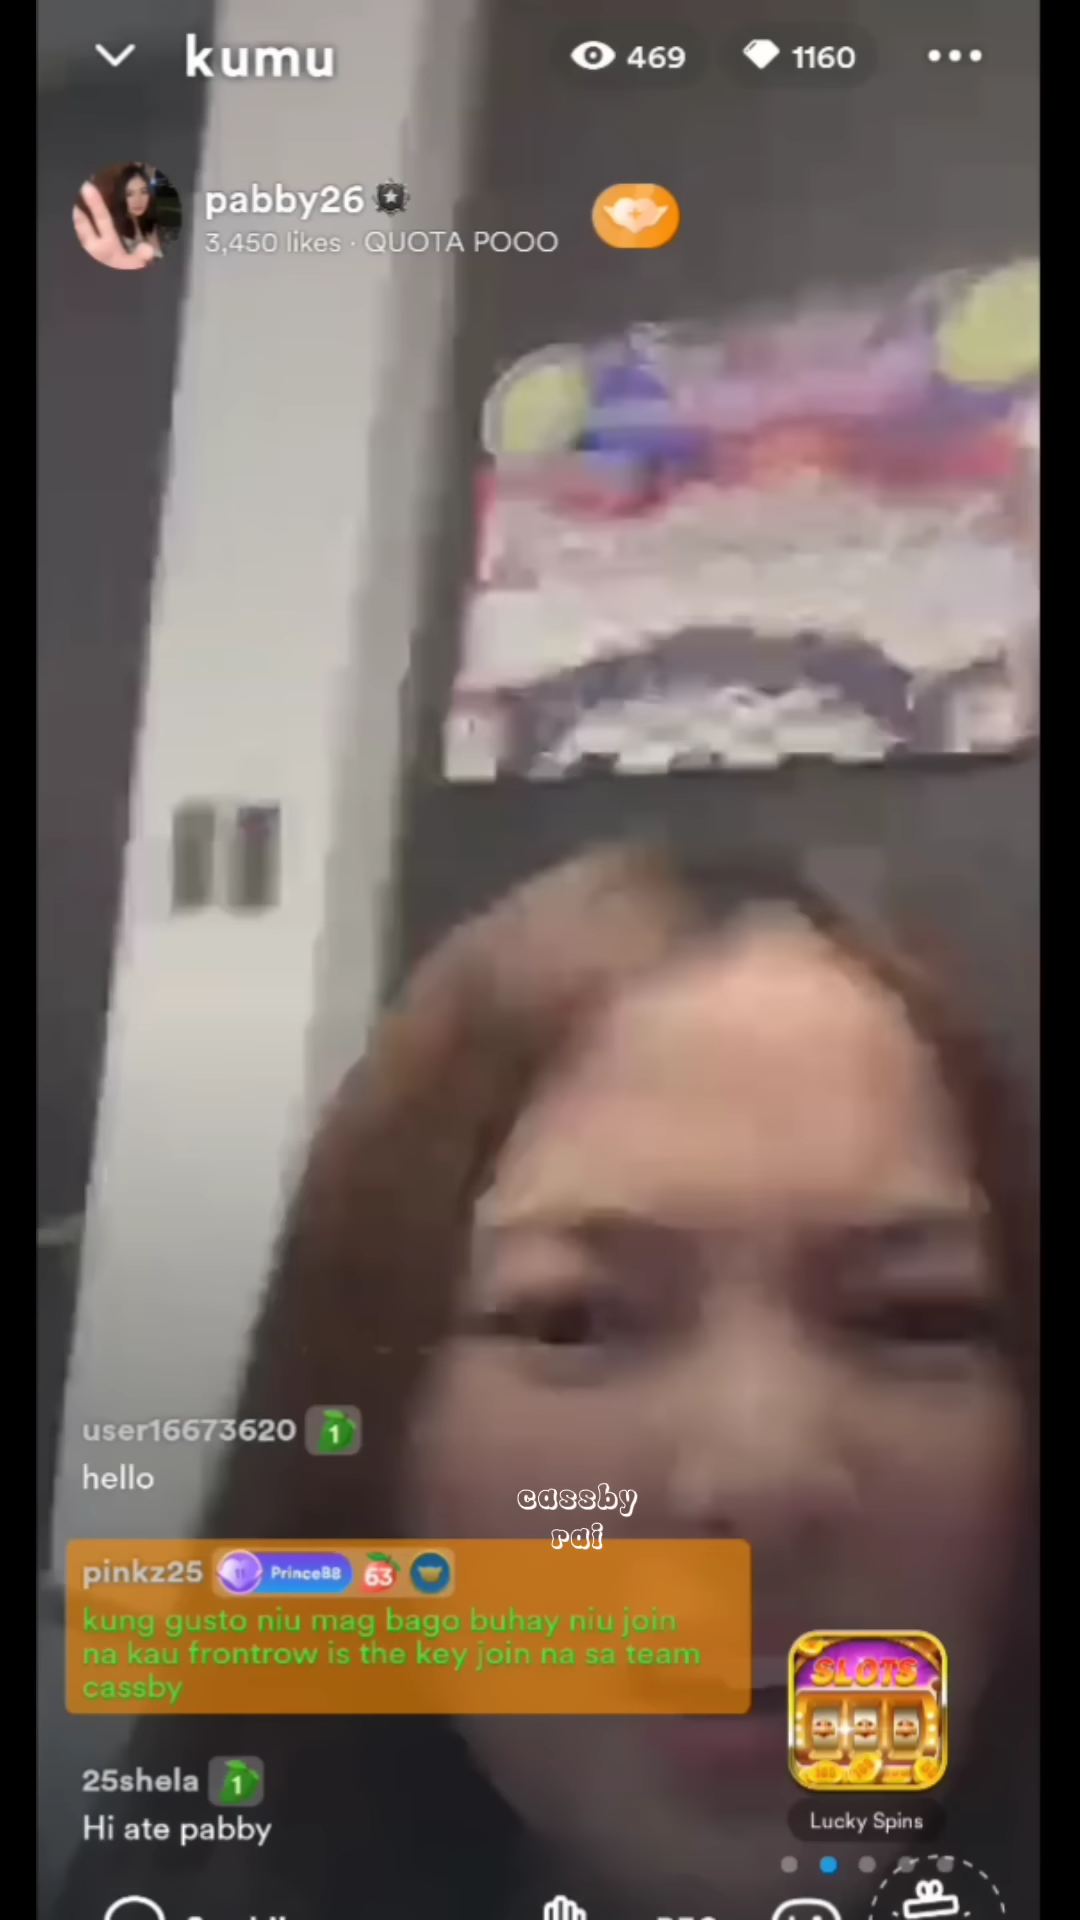 kumu
469
1160
pabby26
3,450 likes · QUOTA POOO
user16673620 1
hello
cassby
rai
pinkz25 11 PrinceBB 63
kung gusto niu mag bago buhay niu join
na kau frontrow is the key join na sa team
cassby
SLOTS
25shela 1
Hi ate pabby
Lucky Spins